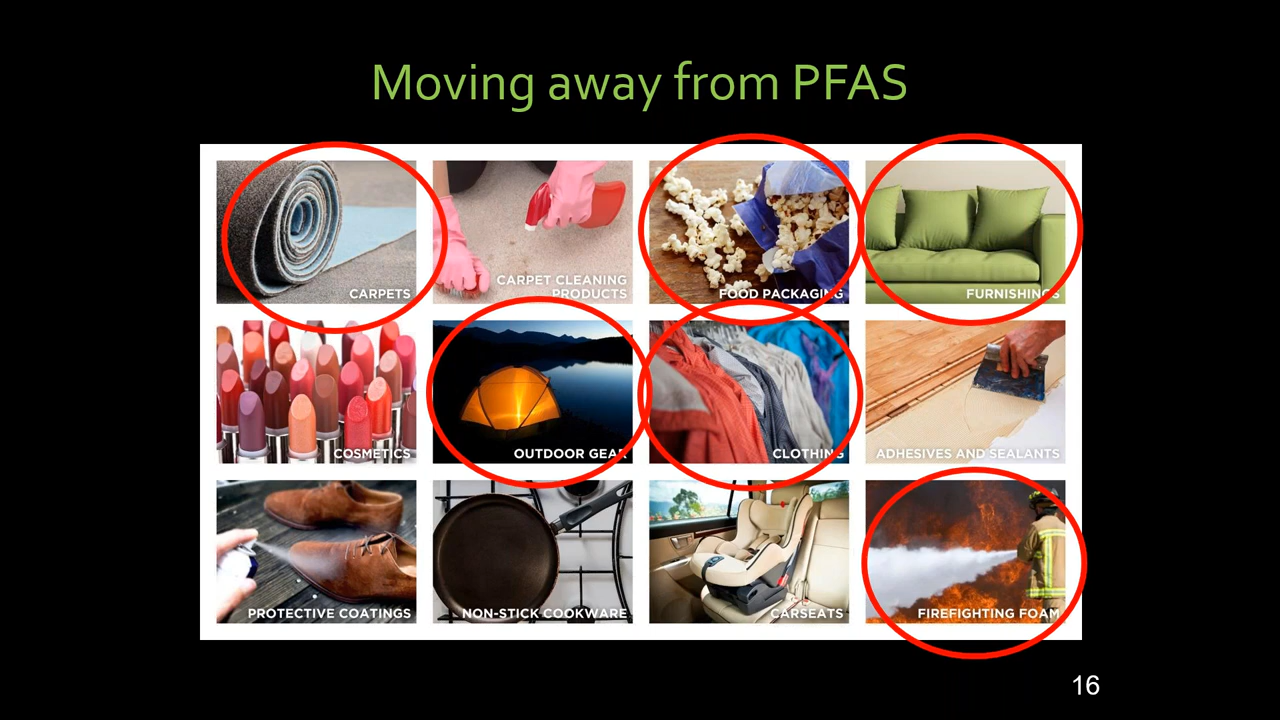 Moving away from PFAS
CARPETS
CARPET CLEANING
PRODUCTS
FOOD PACKAGING
FURNISHINGS
COSMETICS
OUTDOOR GEAR
CLOTHING
ADHESIVES AND SEALANTS
PROTECTIVE COATINGS
NON-STICK COOKWARE
CARSEATS
FIREFIGHTING FOAM
16